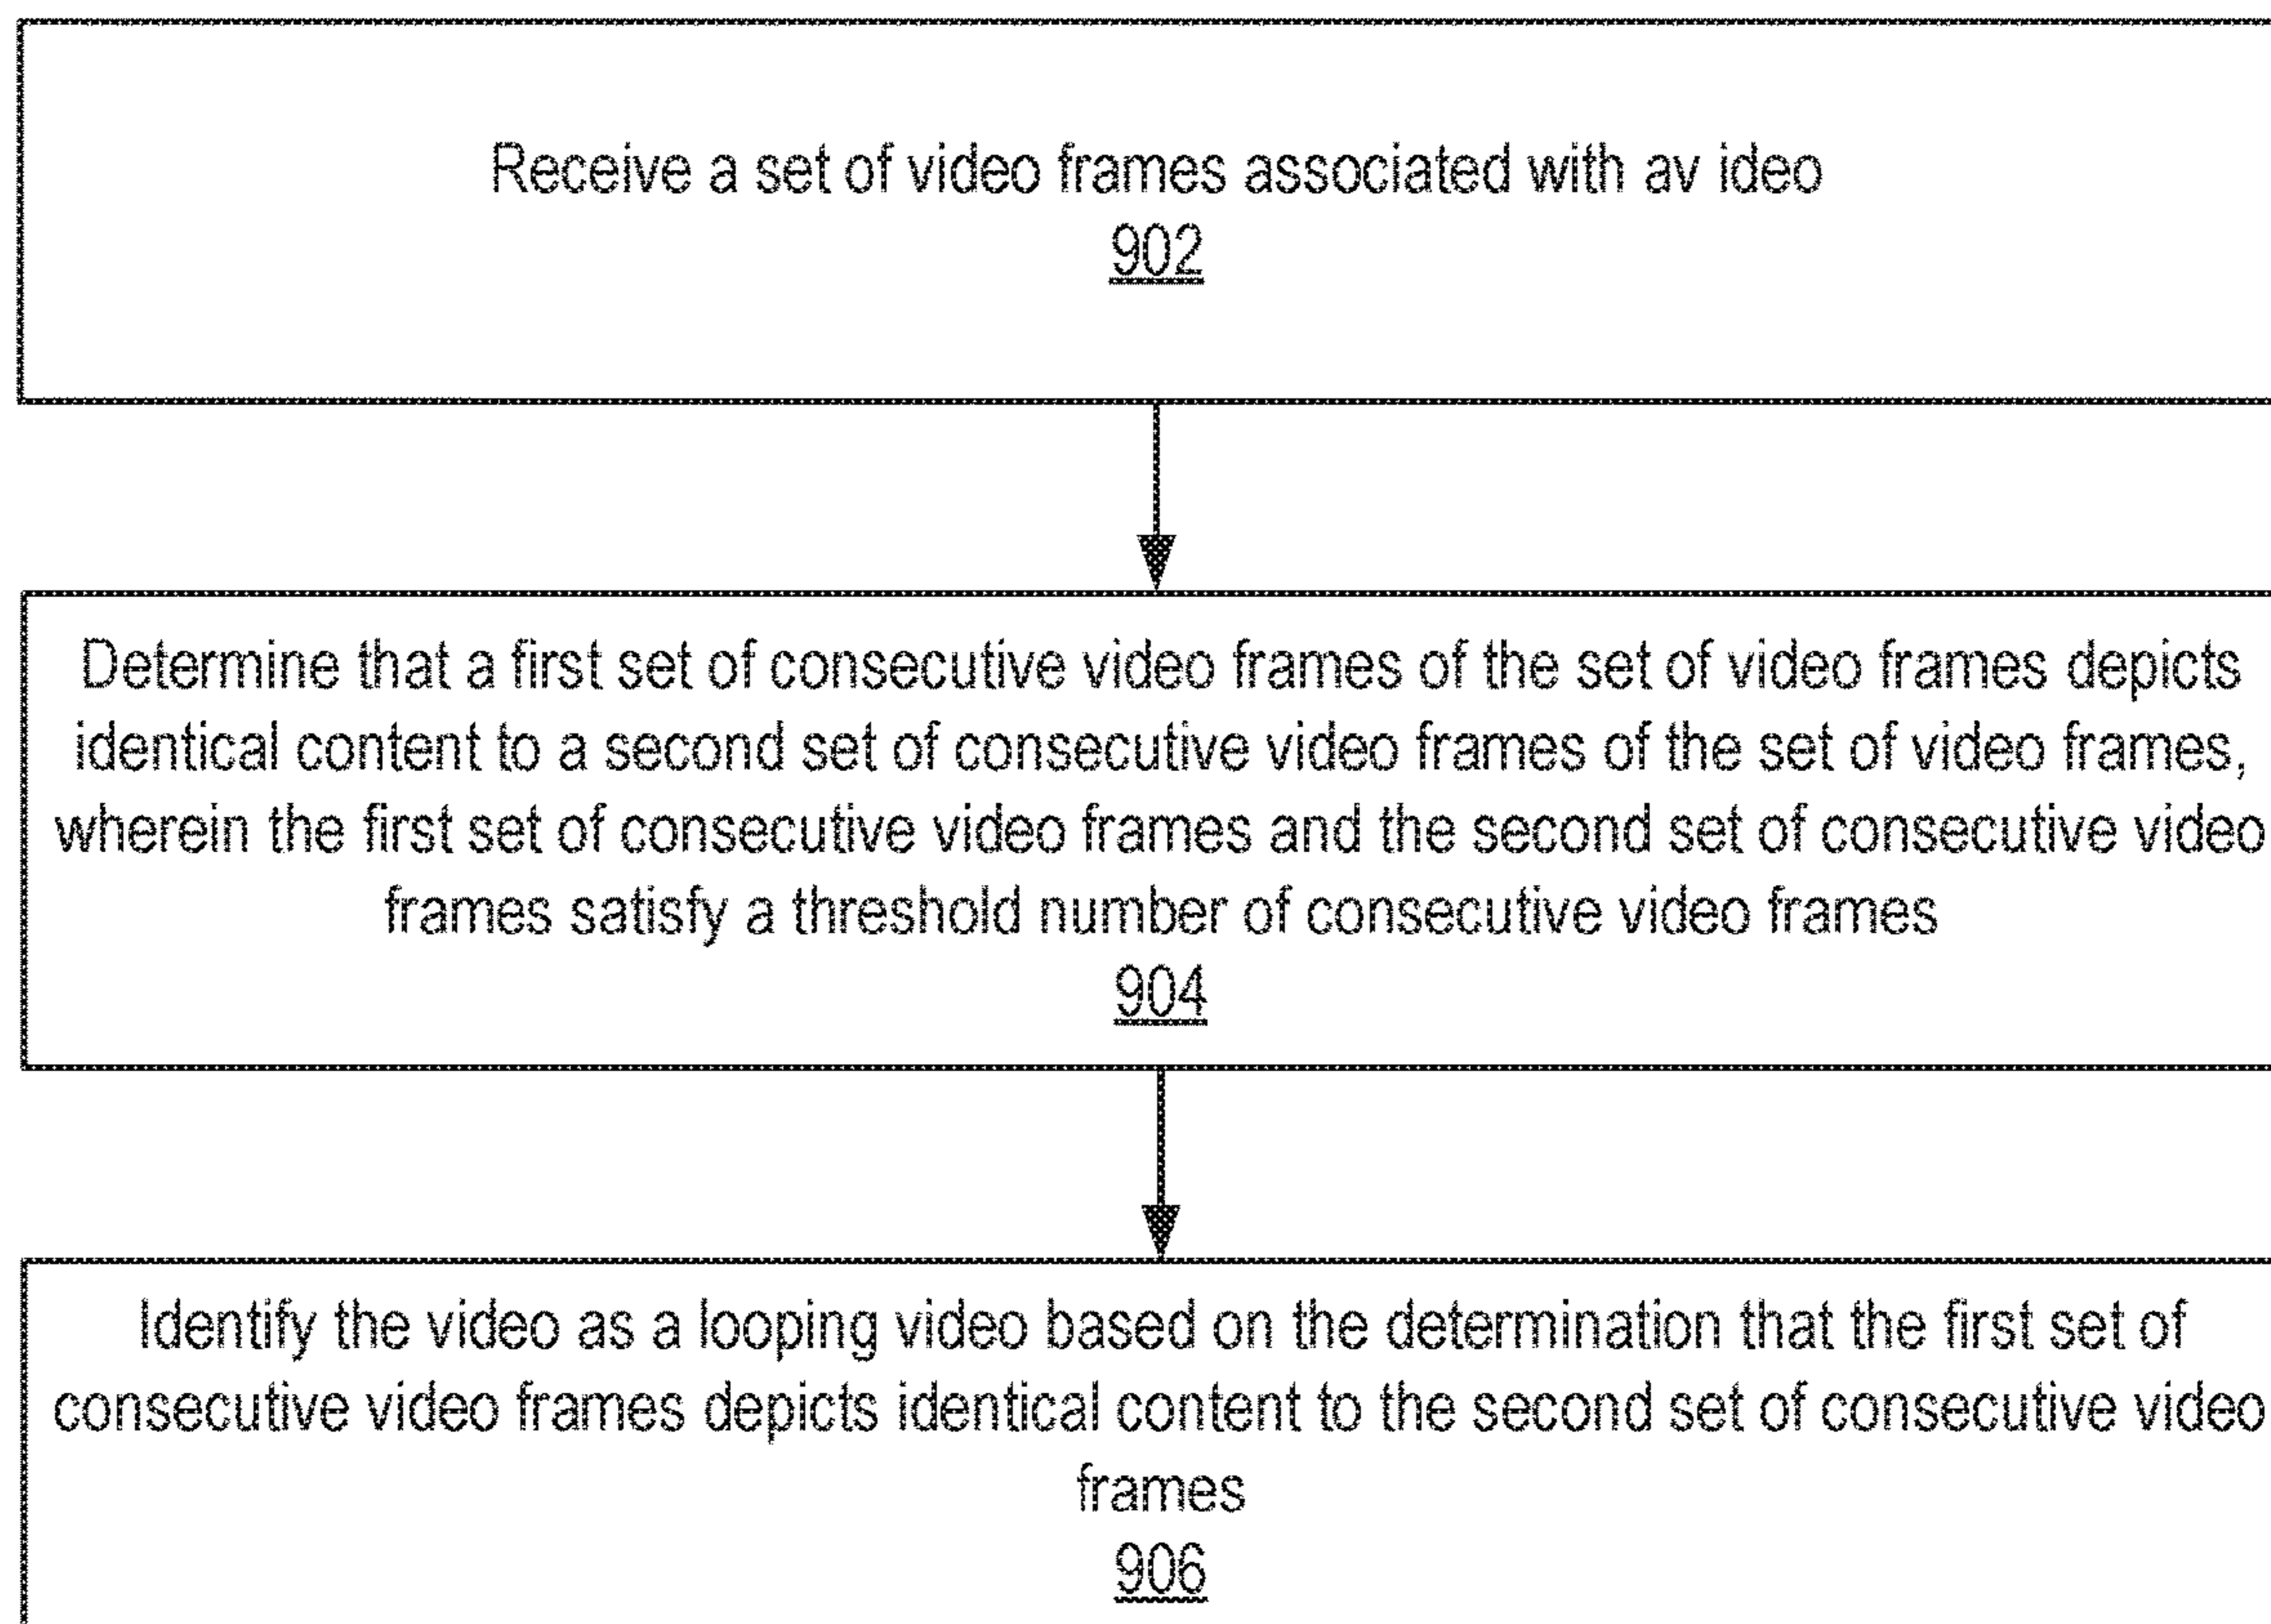 Receive a set of video frames associated with av ideo
902
Determine that a first set of consecutive video frames of the set of video frames depicts
identical content to a second set of consecutive video frames of the set of video frames,
wherein the first set of consecutive video frames and the second set of consecutive video
frames satisfy a threshold number of consecutive video frames
904
Identify the video as a looping video based on the determination that the first set of
consecutive video frames depicts identical content to the second set of consecutive video
frames
906